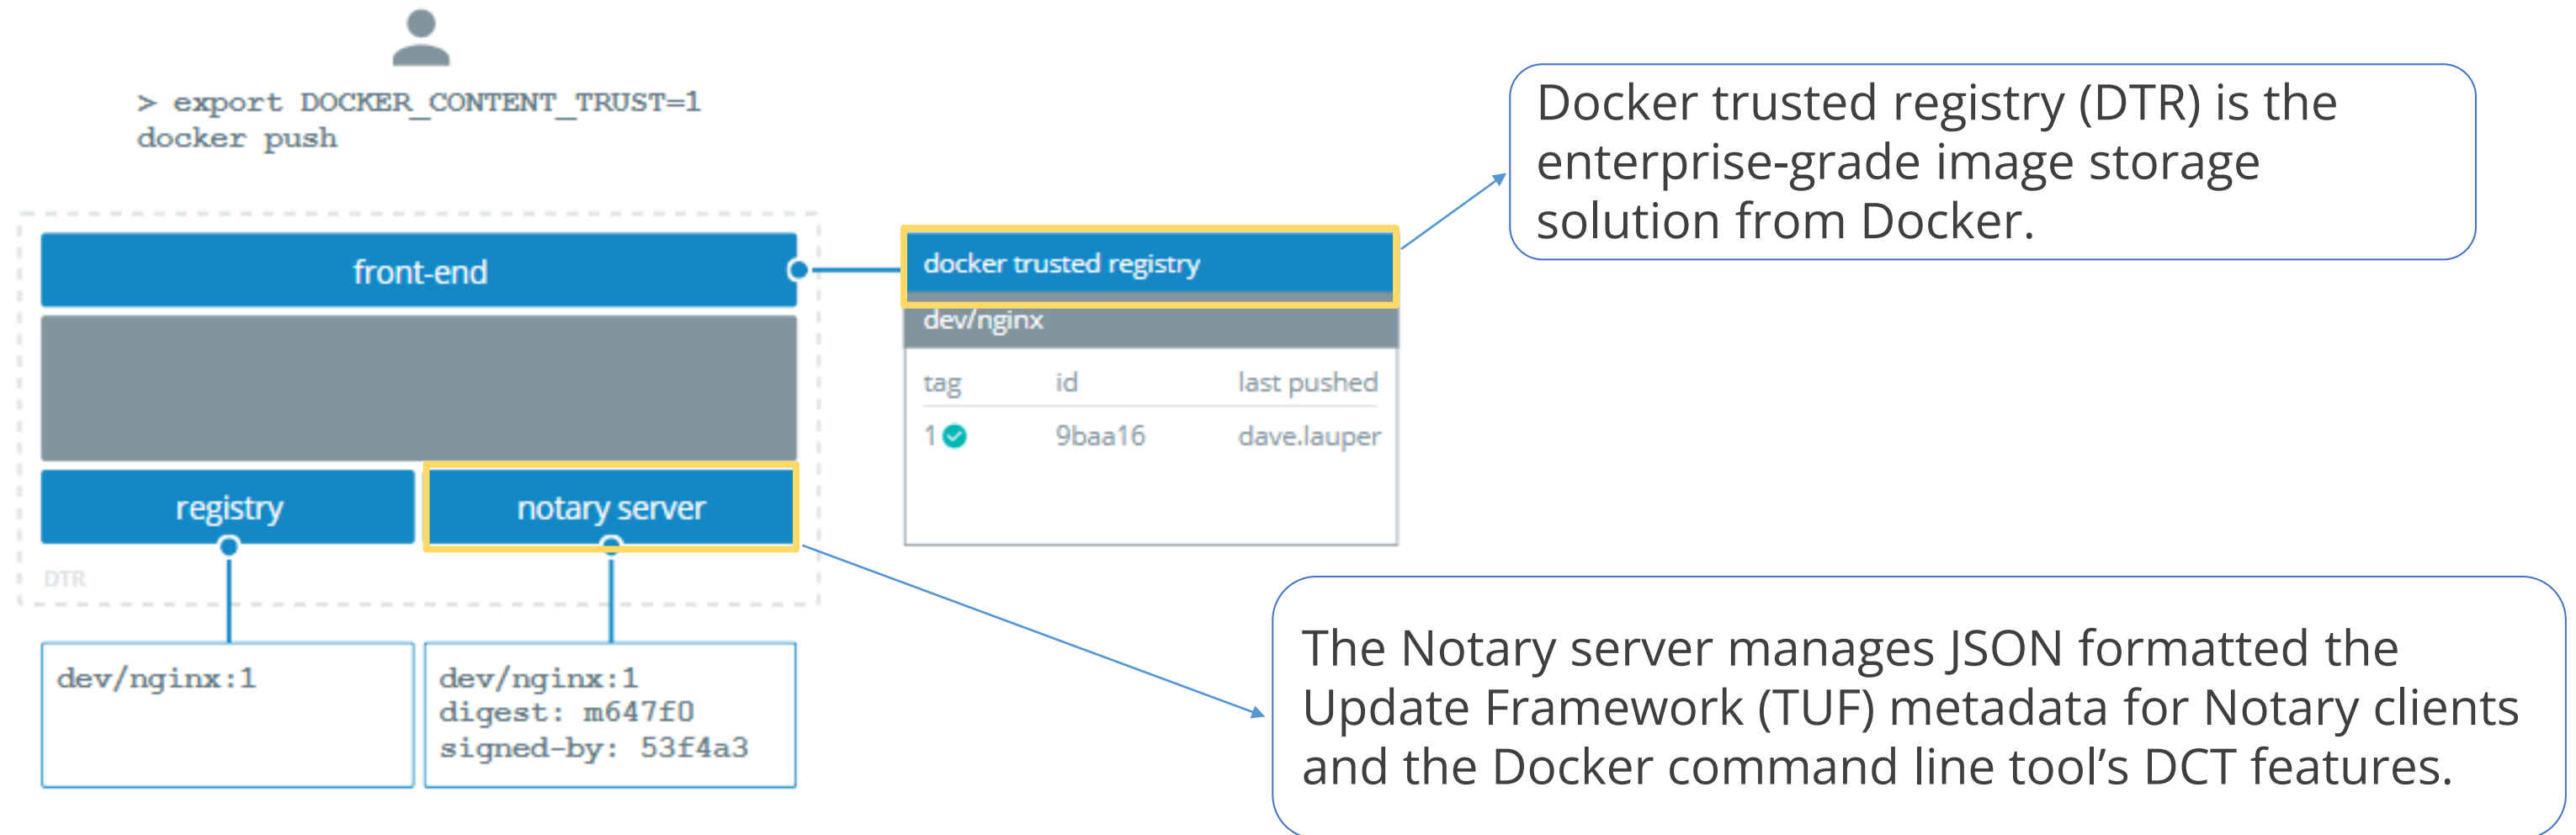 > export DOCKER_CONTENT_TRUST=1
docker push
Docker trusted registry (DTR) is the
enterprise-grade image storage
solution from Docker.
front-end
docker trusted registry
dev/nginx
tag id last pushed
1 9baa16 dave.lauper
registry
notary server
DTR
dev/nginx:1
dev/nginx:1
digest: m647f0
signed-by: 53f4a3
The Notary server manages JSON formatted the
Update Framework (TUF) metadata for Notary clients
and the Docker command line tool’s DCT features.